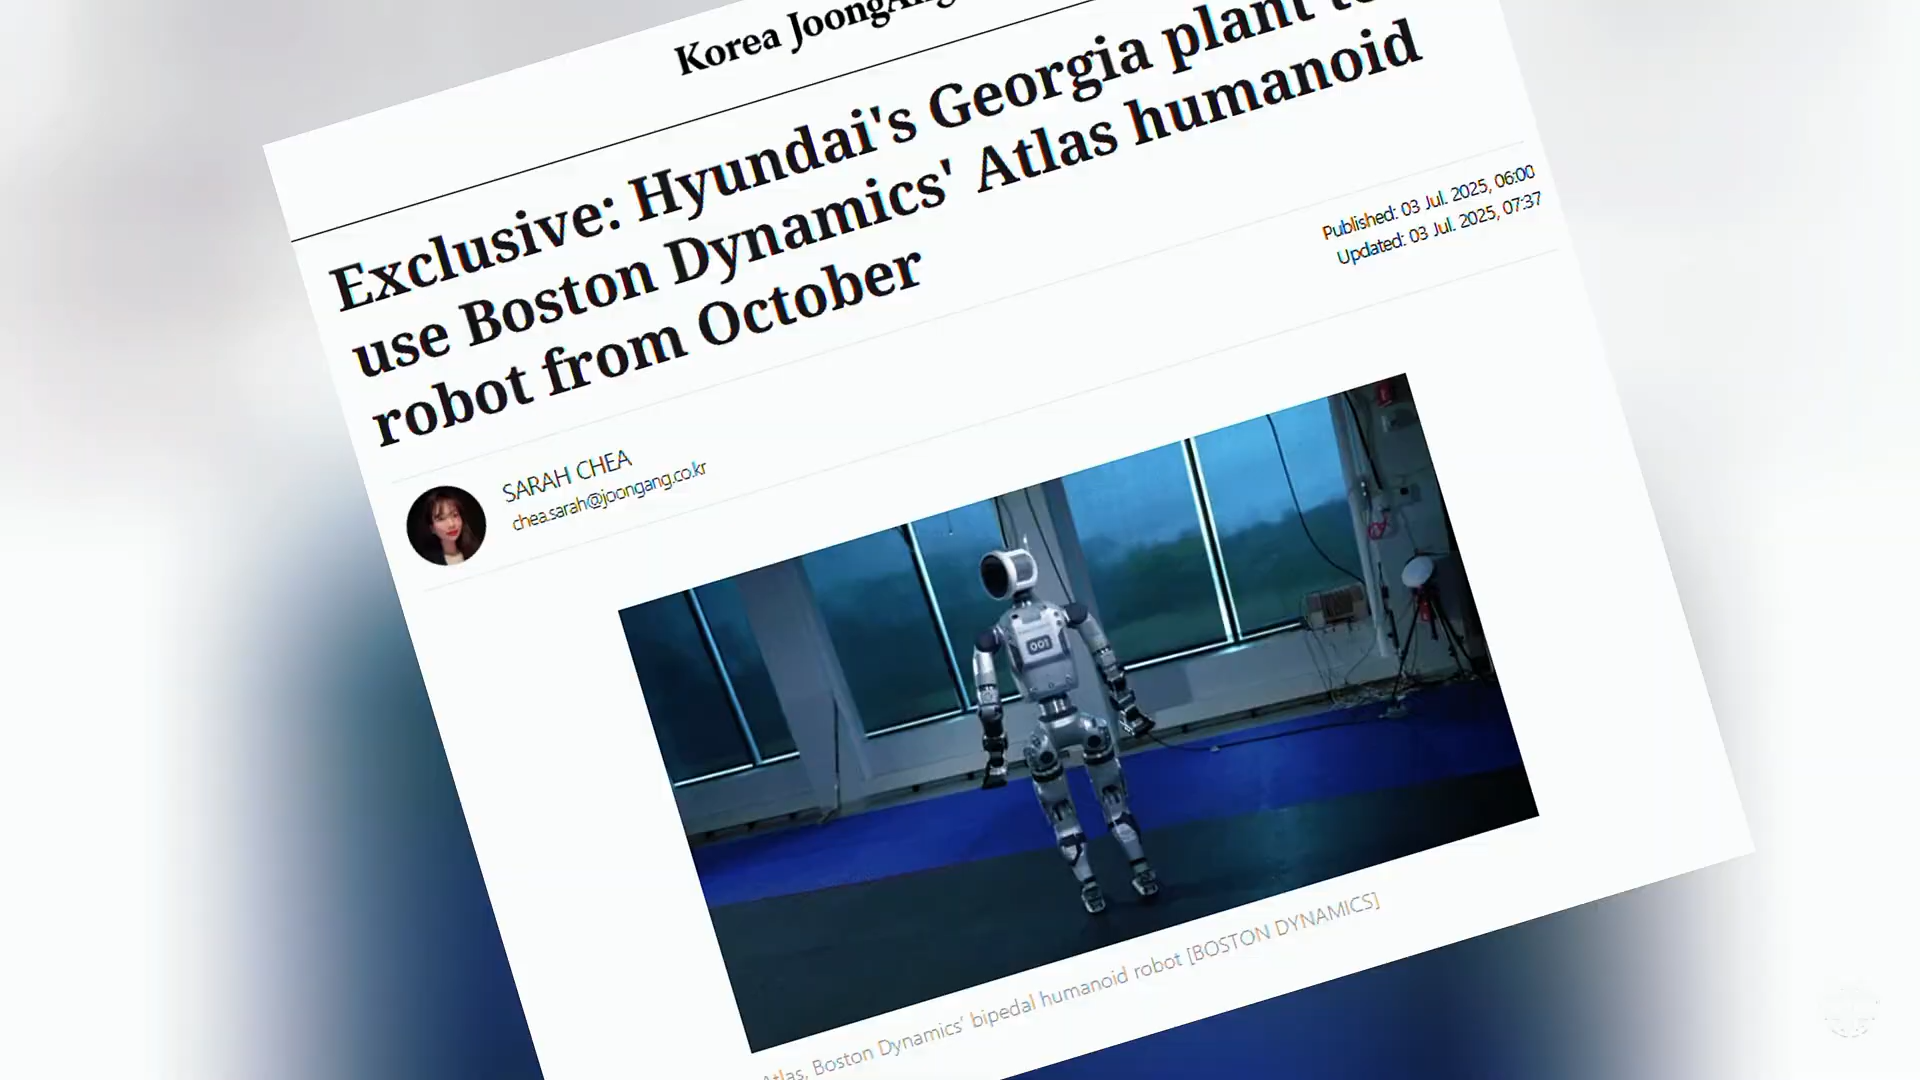 Korea JoongAng
Exclusive: Hyundai's Georgia plant to
use Boston Dynamics' Atlas humanoid
robot from October
Published: 03 Jul. 2025, 06:00
Updated: 03 Jul. 2025, 07:37
SARAH CHEA
chea.sarah@joongang.co.kr
001
Atlas, Boston Dynamics' bipedal humanoid robot [BOSTON DYNAMICS]